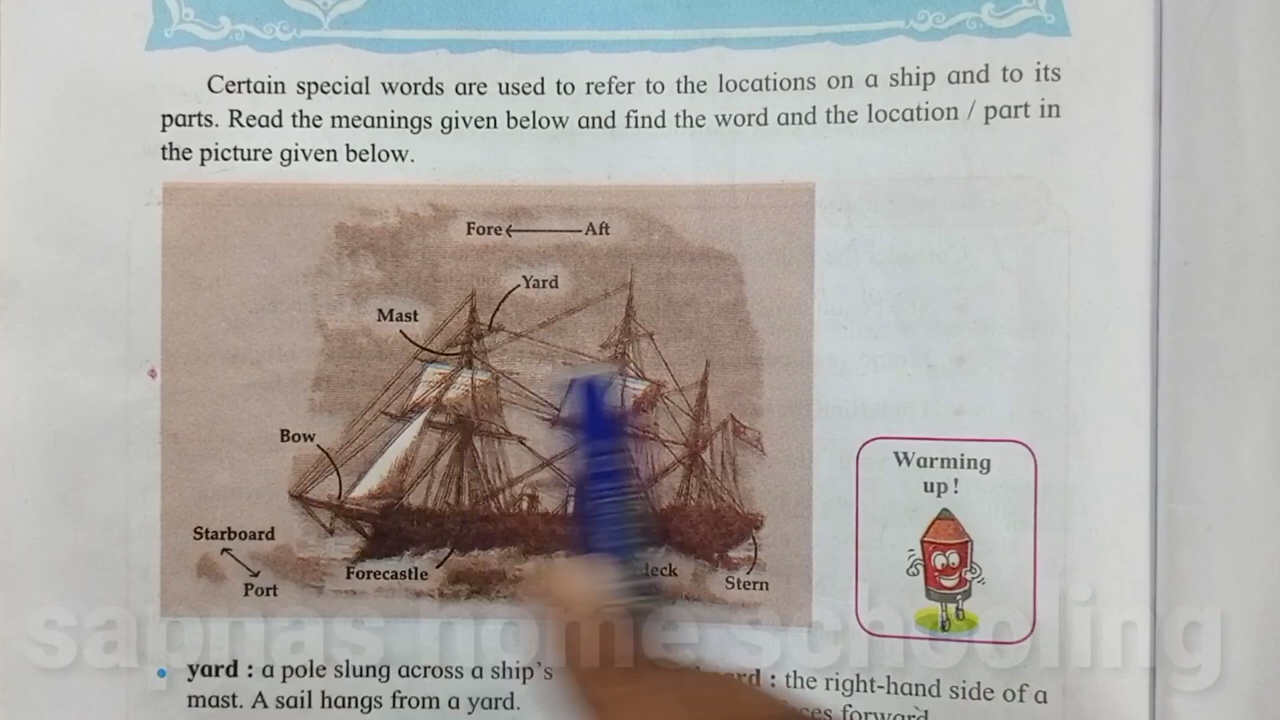 Certain special words are used to refer to the locations on a ship and to its
parts. Read the meanings given below and find the word and the location / part in
the picture given below.
Fore Aft
Yard
Mast
Bow
Starboard
Port
Forecastle
Stern
Warming
up!
sapnas home schooling
yard : a pole slung across a ship's
mast. A sail hangs from a yard.
: the right-hand side of a
forward